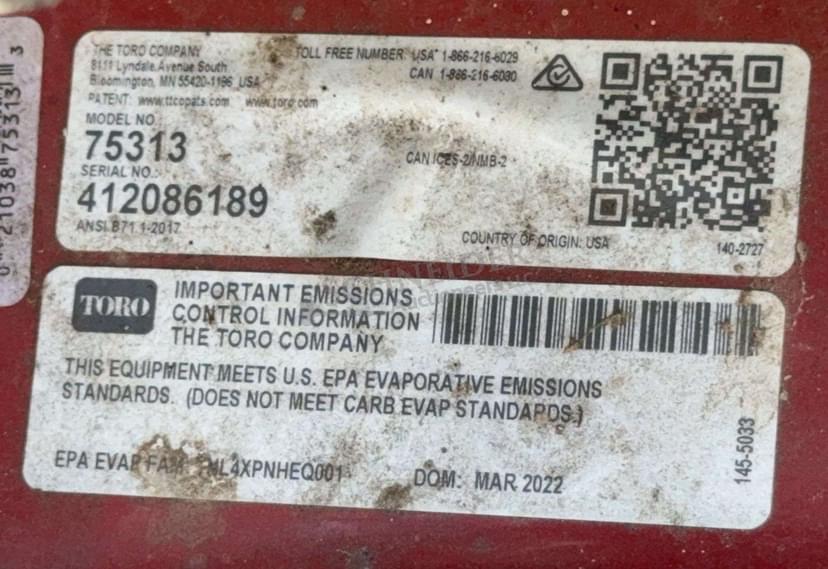 THE TORO COMPANY
8111 Lyndale Avenue South
Bloomington, MN 55420-1196 USA
TOLL FREE NUMBER USA 1-866-216-6029
CAN 1-866-216-6030
PATENT: www.ttcopats.com www.toro.com
MODEL NO.
75313
SERIAL NO.:
412086189
ANSI B71.1-2017
CAN ICES-2/NMB-2
COUNTRY OF ORIGIN: USA
140-2727
21038 75313 3
TORO
IMPORTANT EMISSIONS
CONTROL INFORMATION
THE TORO COMPANY
THIS EQUIPMENT MEETS U.S. EPA EVAPORATIVE EMISSIONS
STANDARDS. (DOES NOT MEET CARB EVAP STANDARDS.)
EPA EVAP FAM: NL4XPNHEQ001
DOM: MAR 2022
145-5033